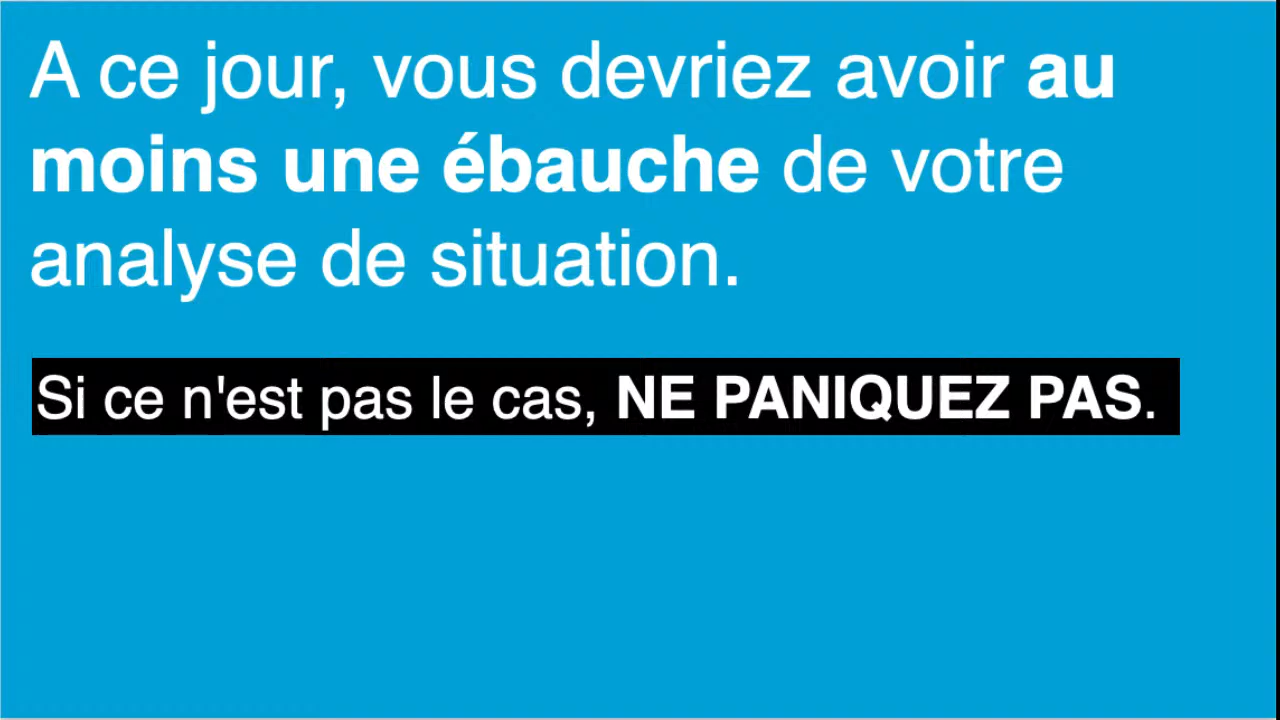 A ce jour, vous devriez avoir au
moins une ébauche de votre
analyse de situation.
Si ce n'est pas le cas, NE PANIQUEZ PAS.